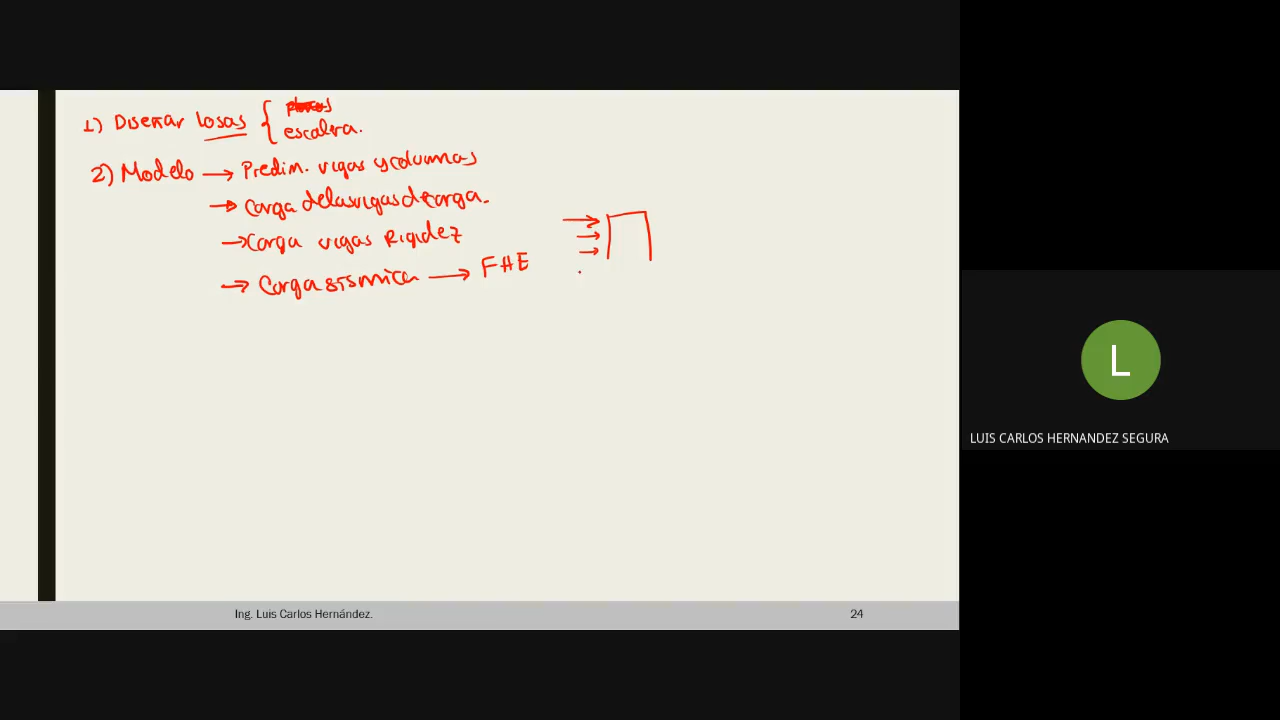 1) Diseñar losas { pisos
escalera.
2) Modelo → Predim. vigas y columnas
→ Carga de las vigas de carga.
→ Carga vigas Rigidez
→ Carga sísmica → FHE
Ing. Luis Carlos Hernández.
24
L
LUIS CARLOS HERNANDEZ SEGURA